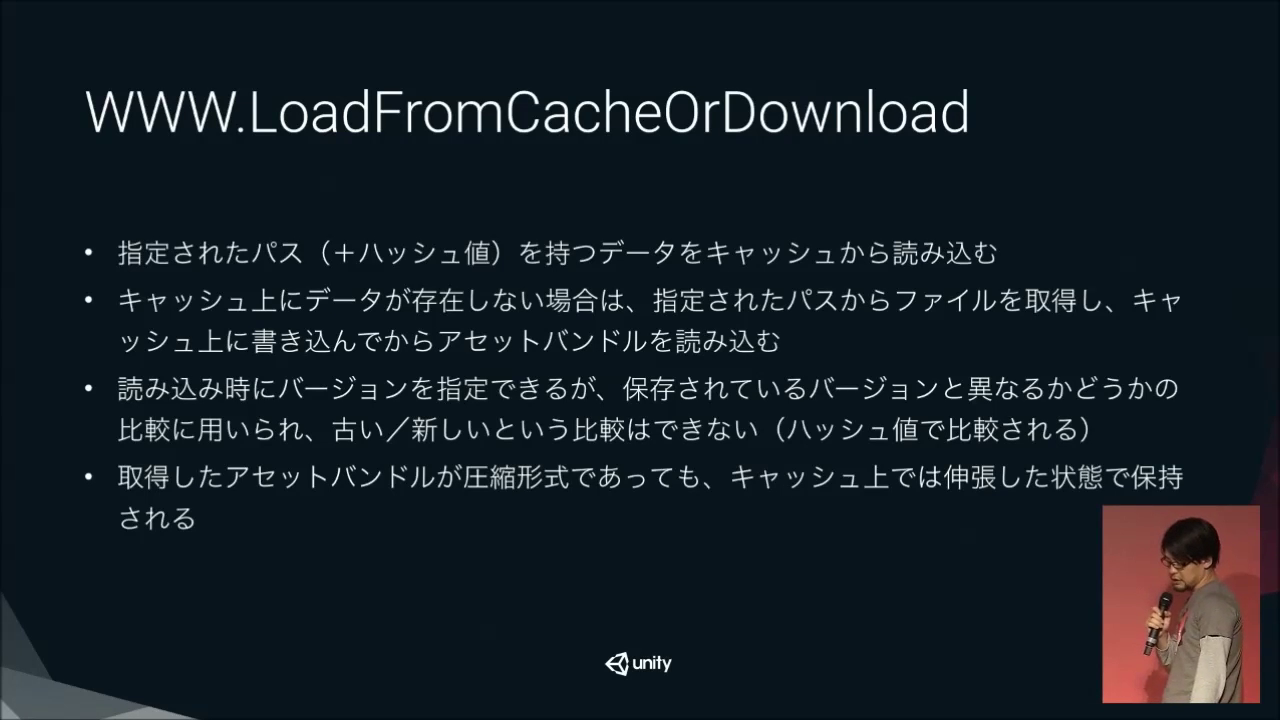 WWW.LoadFromCacheOrDownload
• 指定されたパス（＋ハッシュ値）を持つデータをキャッシュから読み込む
• キャッシュ上にデータが存在しない場合は、指定されたパスからファイルを取得し、キャ
ッシュ上に書き込んでからアセットバンドルを読み込む
• 読み込み時にバージョンを指定できるが、保存されているバージョンと異なるかどうかの
比較に用いられ、古い／新しいという比較はできない（ハッシュ値で比較される）
• 取得したアセットバンドルが圧縮形式であっても、キャッシュ上では伸張した状態で保持
される
unity